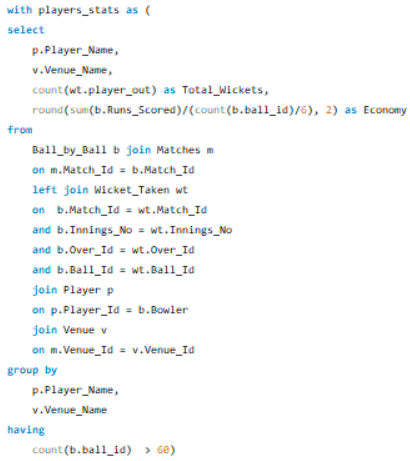 with players_stats as (
select
p.Player_Name,
v.Venue_Name,
count(wt.player_out) as Total_Wickets,
round(sum(b.Runs_Scored)/(count(b.ball_id)/6), 2) as Economy
from
Ball_by_Ball b join Matches m
on m.Match_Id = b.Match_Id
left join Wicket_Taken wt
on b.Match_Id = wt.Match_Id
and b.Innings_No = wt.Innings_No
and b.Over_Id = wt.Over_Id
and b.Ball_Id = wt.Ball_Id
join Player p
on p.Player_Id = b.Bowler
join Venue v
on m.Venue_Id = v.Venue_Id
group by
p.Player_Name,
v.Venue_Name
having
count(b.ball_id) > 60)